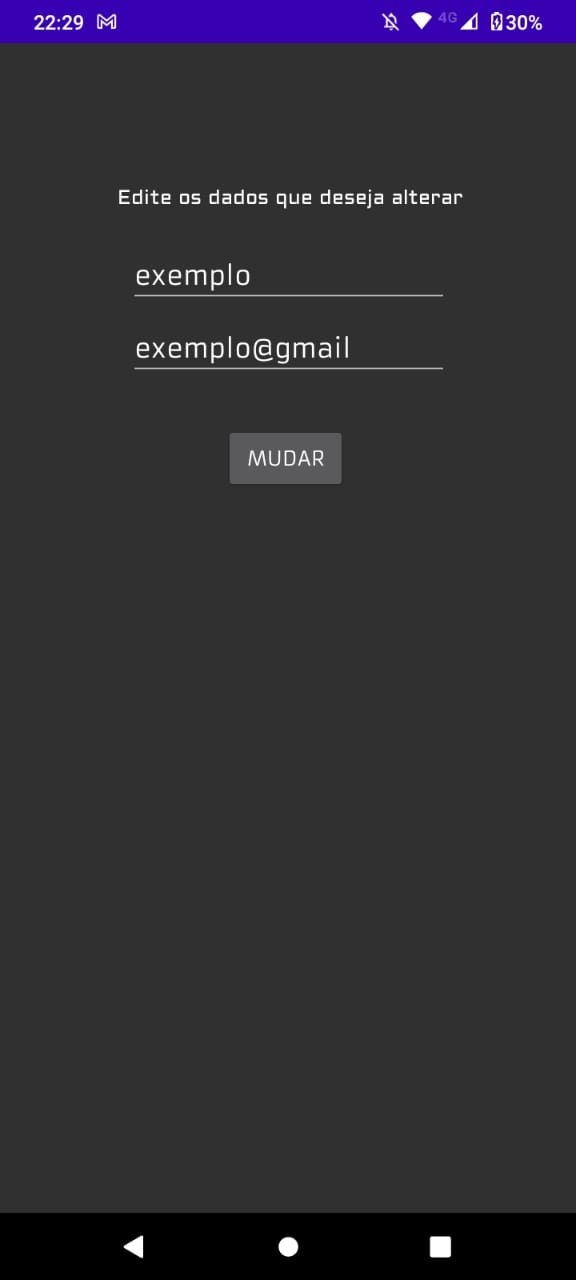 22:29 4G 30%
Edite os dados que deseja alterar
exemplo
exemplo@gmail
MUDAR